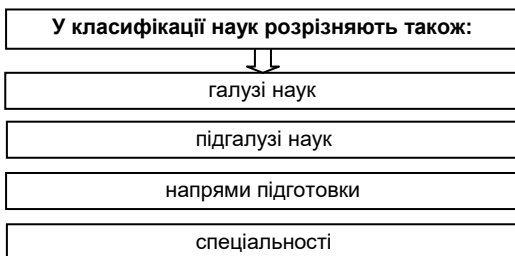 У класифікації наук розрізняють також:
галузі наук
підгалузі наук
напрями підготовки
спеціальності